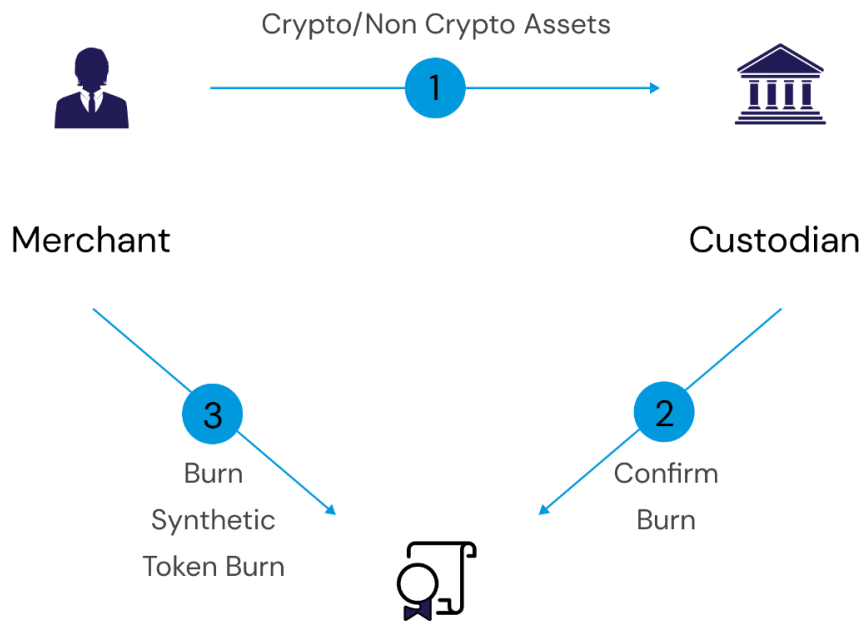 Crypto/Non Crypto Assets
1
Merchant
Custodian
3
Burn
Synthetic
Token Burn
2
Confirm
Burn